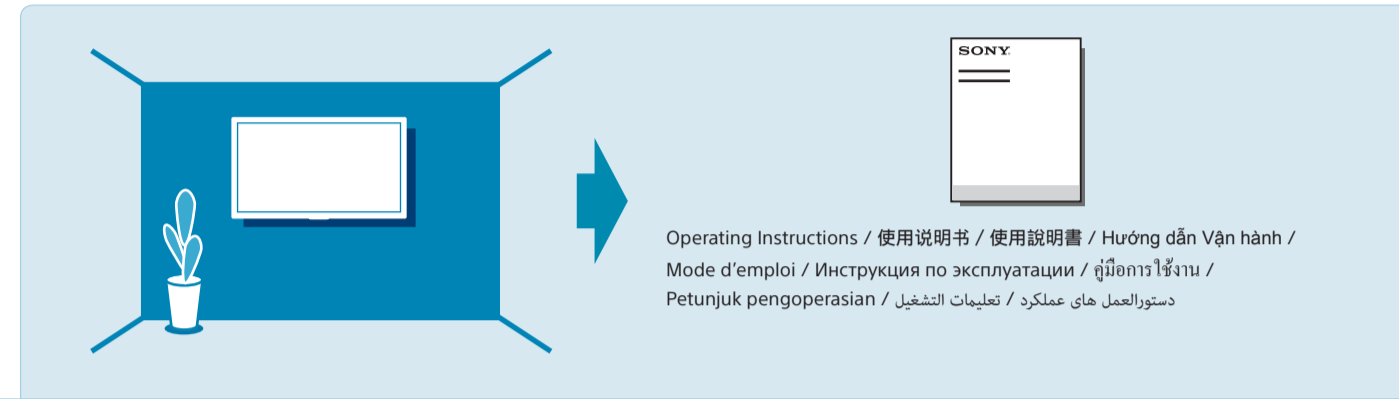 SONY
Operating Instructions / 使用说明书 / 使用說明書 / Hướng dẫn Vận hành /
Mode d'emploi / Инструкция по эксплуатации / คู่มือการใช้งาน /
Petunjuk pengoperasian / تعليمات التشغيل / دستورالعمل های عملکرد